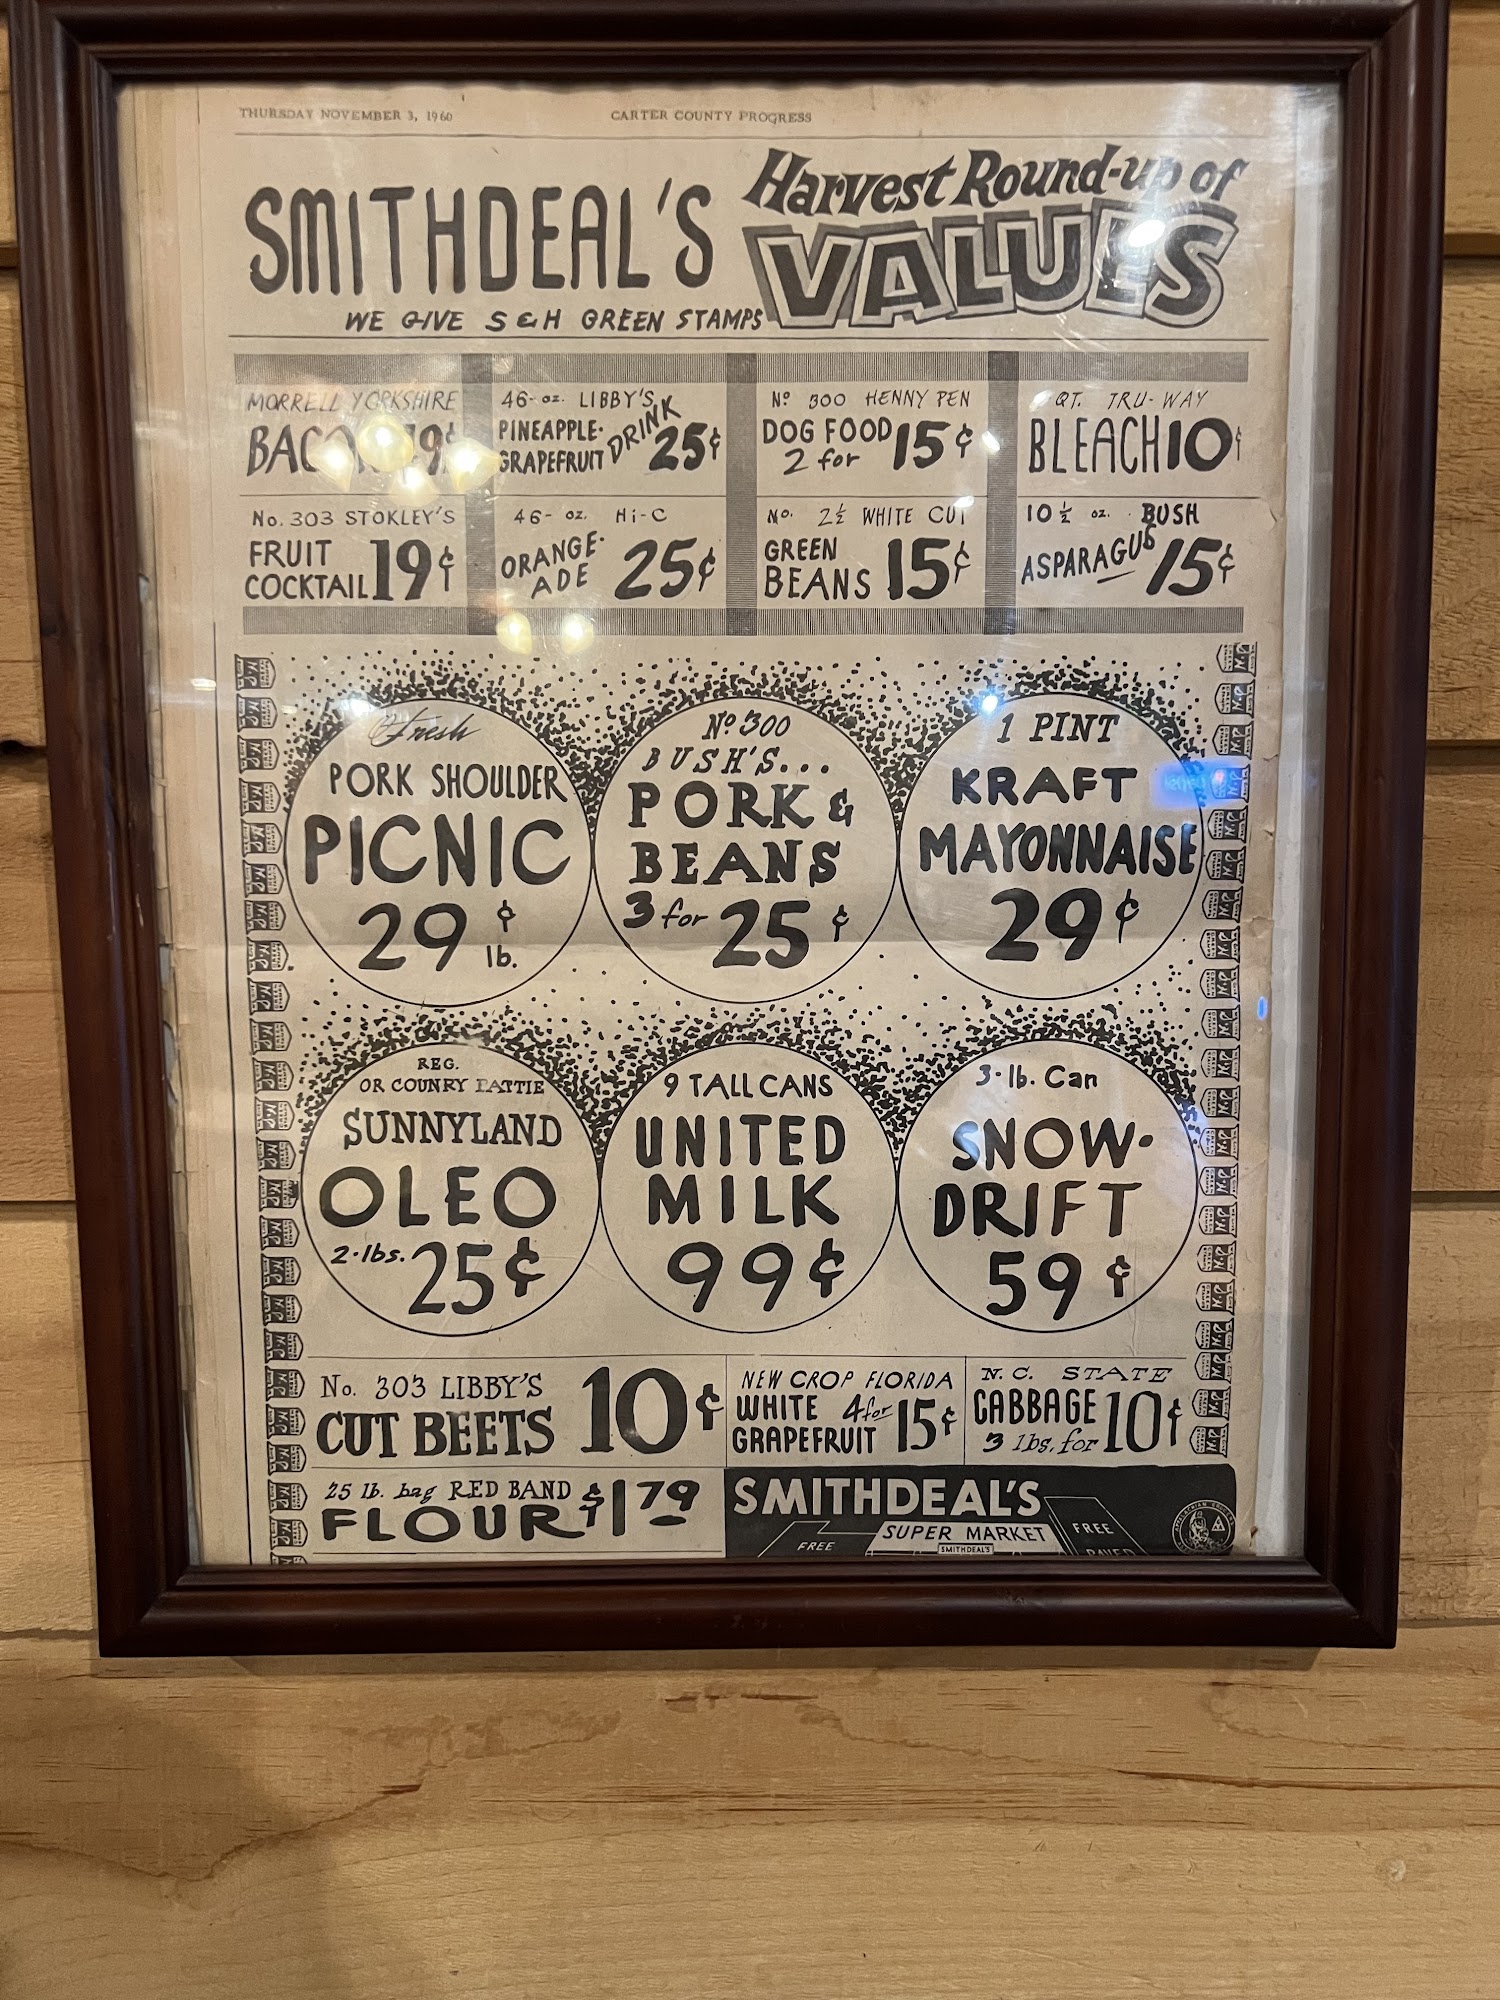 THURSDAY NOVEMBER 3, 1960
CARTER COUNTY PROGRESS
SMITHDEAL'S
Harvest Round-up of
VALUES
WE GIVE S&H GREEN STAMPS
MORRELL YORKSHIRE
46-oz. LIBBY'S
PINEAPPLE-
GRAPEFRUIT DRINK 25¢
No 300 HENNY PEN
DOG FOOD
2 for 15¢
QT. TRU-WAY
BLEACH 10¢
No. 303 STOKLEY'S
FRUIT
COCKTAIL 19¢
46-oz. Hi-C
ORANGE-
ADE 25¢
No. 2½ WHITE CUT
GREEN
BEANS 15¢
10½ oz. BUSH
ASPARAGUS 15¢
Fresh
PORK SHOULDER
PICNIC
29¢ lb.
No 300
BUSH'S...
PORK &
BEANS
3 for 25¢
1 PINT
KRAFT
MAYONNAISE
29¢
REG.
OR COUNRY PATTIE
SUNNYLAND
OLEO
2-lbs. 25¢
9 TALL CANS
UNITED
MILK
99¢
3-lb. Can
SNOW-
DRIFT
59¢
No. 303 LIBBY'S
CUT BEETS 10¢
NEW CROP FLORIDA
WHITE
GRAPEFRUIT 4 for 15¢
N.C. STATE
CABBAGE
3 lbs. for 10¢
25 lb. bag RED BAND
FLOUR $1 79
SMITHDEAL'S
SUPER MARKET
SMITHDEAL'S
FREE
FREE
PAVED